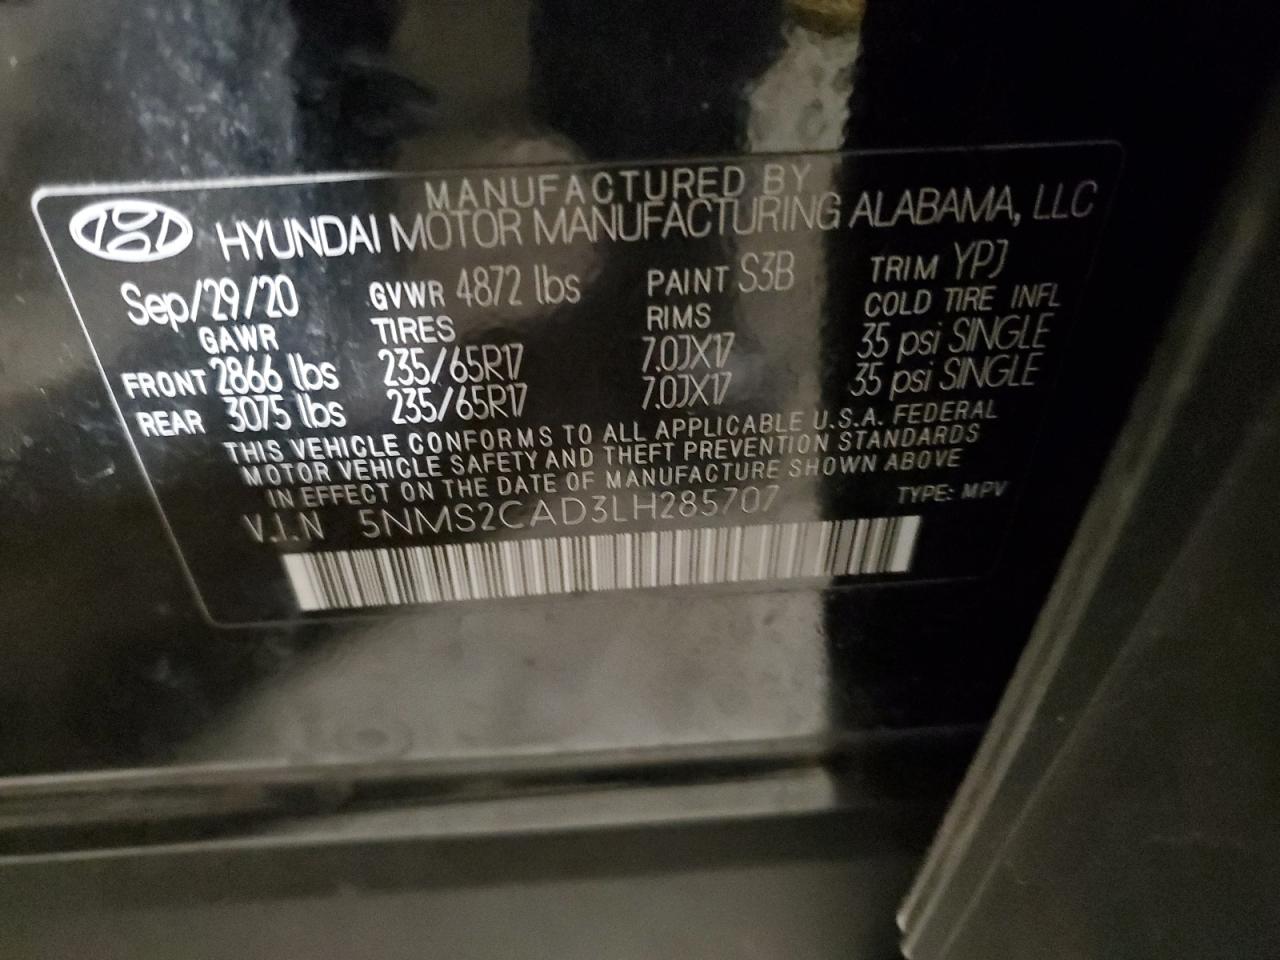 MANUFACTURED BY
HYUNDAI MOTOR MANUFACTURING ALABAMA, LLC
Sep/29/20 GVWR 4872 lbs PAINT S3B TRIM YPJ
GAWR TIRES RIMS COLD TIRE INFL
FRONT 2866 lbs 235/65R17 7.0JX17 35 psi SINGLE
REAR 3075 lbs 235/65R17 7.0JX17 35 psi SINGLE
THIS VEHICLE CONFORMS TO ALL APPLICABLE U.S.A. FEDERAL
MOTOR VEHICLE SAFETY AND THEFT PREVENTION STANDARDS
IN EFFECT ON THE DATE OF MANUFACTURE SHOWN ABOVE
V.I.N 5NMS2CAD3LH285707 TYPE: MPV